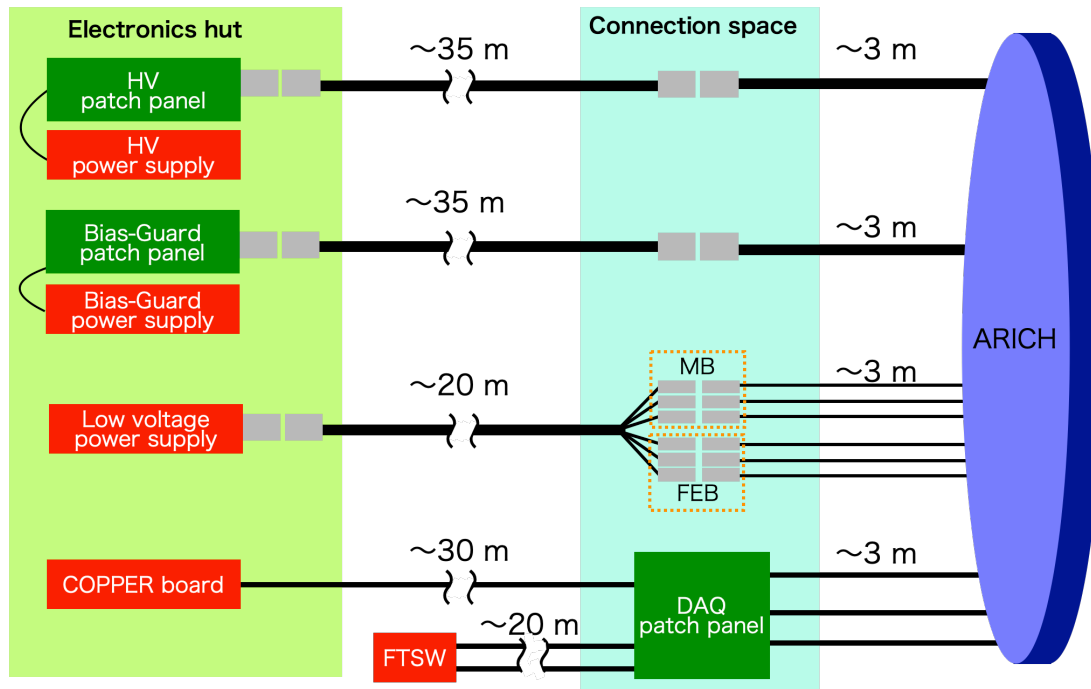 Electronics hut
Connection space
HV
patch panel
HV
power supply
〜35 m
〜3 m
Bias-Guard
patch panel
Bias-Guard
power supply
〜35 m
〜3 m
ARICH
Low voltage
power supply
〜20 m
MB
FEB
〜3 m
COPPER board
〜30 m
DAQ
patch panel
〜3 m
FTSW
〜20 m